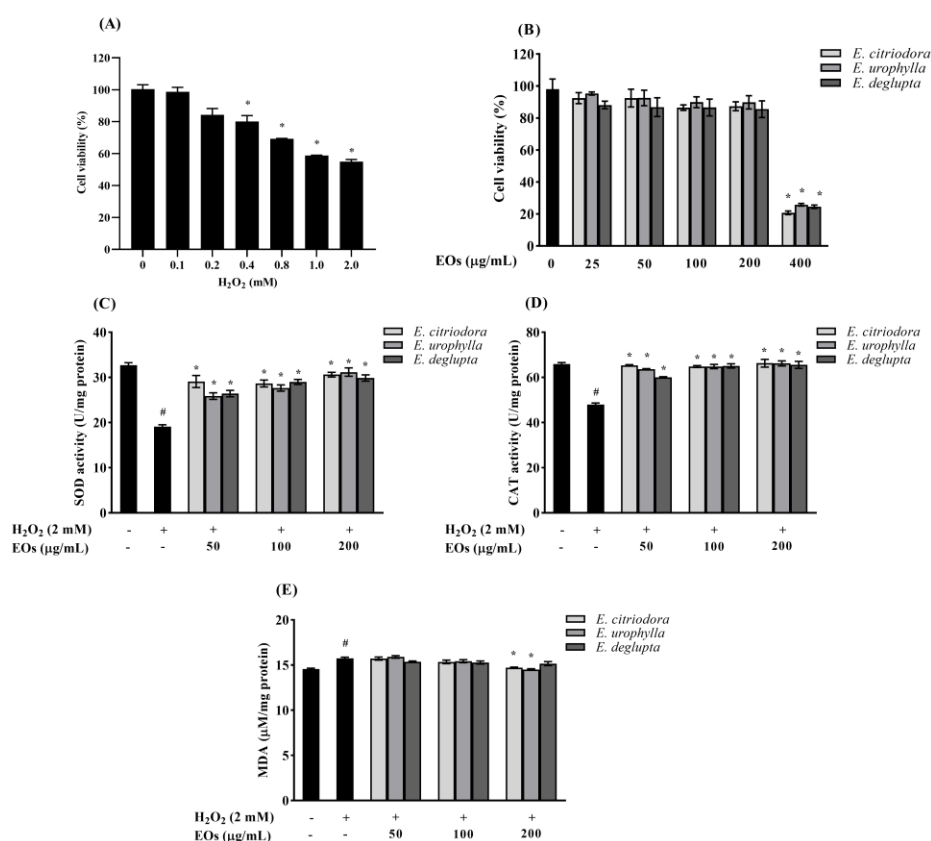 (A)
120
100
80
60
40
20
0
Cell viability (%)
* * * *
0 0.1 0.2 0.4 0.8 1.0 2.0
H₂O₂ (mM)
(B)
E. citriodora
E. urophylla
E. deglupta
100
80
60
40
20
0
Cell viability (%)
* * *
EOs (μg/mL) 0 25 50 100 200 400
(C)
E. citriodora
E. urophylla
E. deglupta
40
30
20
10
0
SOD activity (U/mg protein)
# * * * * * * * * *
H₂O₂ (2 mM) - + + + +
EOs (μg/mL) - - 50 100 200
(D)
E. citriodora
E. urophylla
E. deglupta
80
60
40
20
0
CAT activity (U/mg protein)
# * * * * * * * * *
H₂O₂ (2 mM) - + + + +
EOs (μg/mL) - - 50 100 200
(E)
E. citriodora
E. urophylla
E. deglupta
20
15
10
5
0
MDA (μM/mg protein)
# * *
H₂O₂ (2 mM) - + + + +
EOs (μg/mL) - - 50 100 200